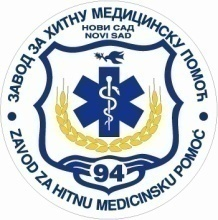 ЗАВОД ЗА ХИТНУ МЕДИЦИНСКУ ПОМОЋ
НОВИ САД
NOVI SAD
94
ZAVOD ZA HITNU MEDICINSKU POMOĆ